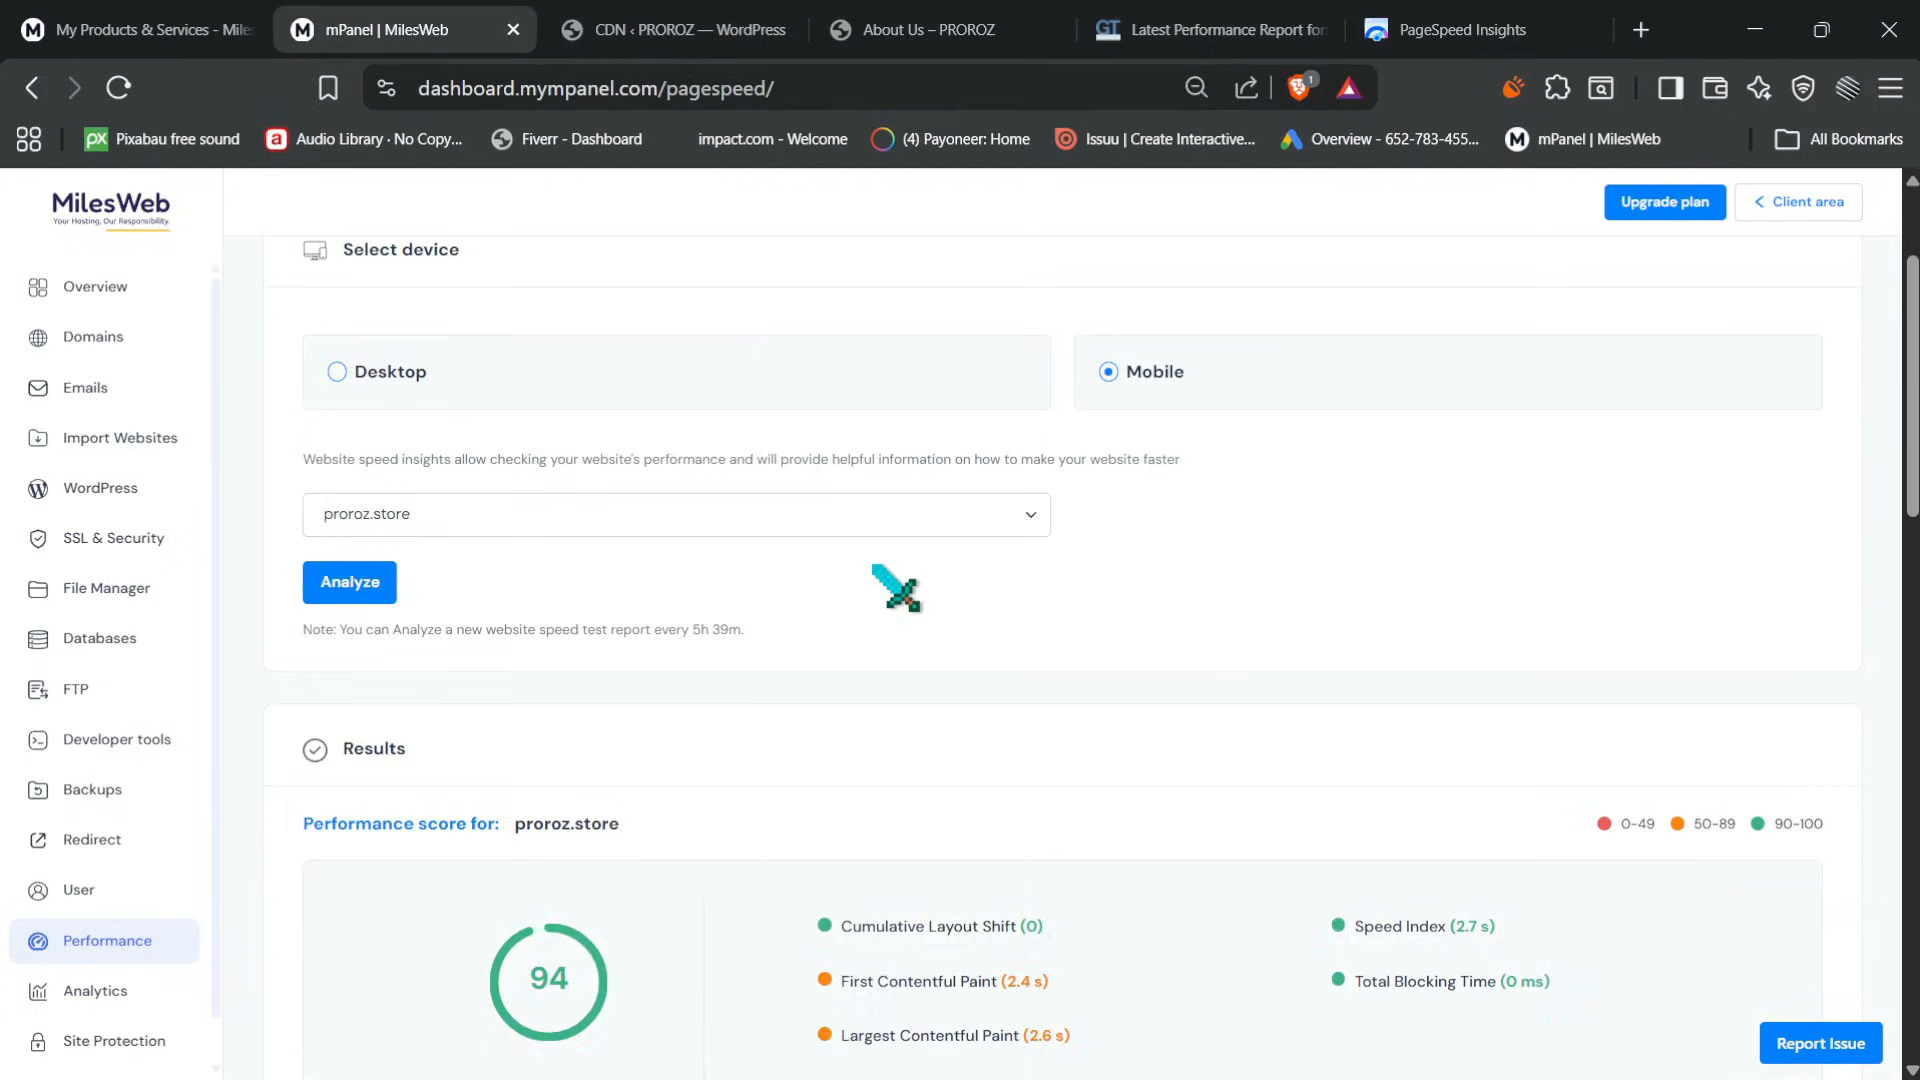 My Products & Services - Miles
mPanel | MilesWeb
CDN ‹ PROROZ — WordPress
About Us – PROROZ
GT
Latest Performance Report for:
PageSpeed Insights
dashboard.mympanel.com/pagespeed/
1
px
Pixabau free sound
a
Audio Library · No Copy...
Fiverr - Dashboard
impact.com - Welcome
(4) Payoneer: Home
Issuu | Create Interactive...
Overview - 652-783-455...
mPanel | MilesWeb
All Bookmarks
MilesWeb
Your Hosting, Our Responsibility.
Upgrade plan
Client area
Overview
Domains
Emails
Import Websites
WordPress
SSL & Security
File Manager
Databases
FTP
Developer tools
Backups
Redirect
User
Performance
Analytics
Site Protection
Select device
Desktop
Mobile
Website speed insights allow checking your website's performance and will provide helpful information on how to make your website faster
proroz.store
Analyze
Note: You can Analyze a new website speed test report every 5h 39m.
Results
Performance score for: proroz.store
0-49
50-89
90-100
94
Cumulative Layout Shift (0)
Speed Index (2.7 s)
First Contentful Paint (2.4 s)
Total Blocking Time (0 ms)
Largest Contentful Paint (2.6 s)
Report Issue